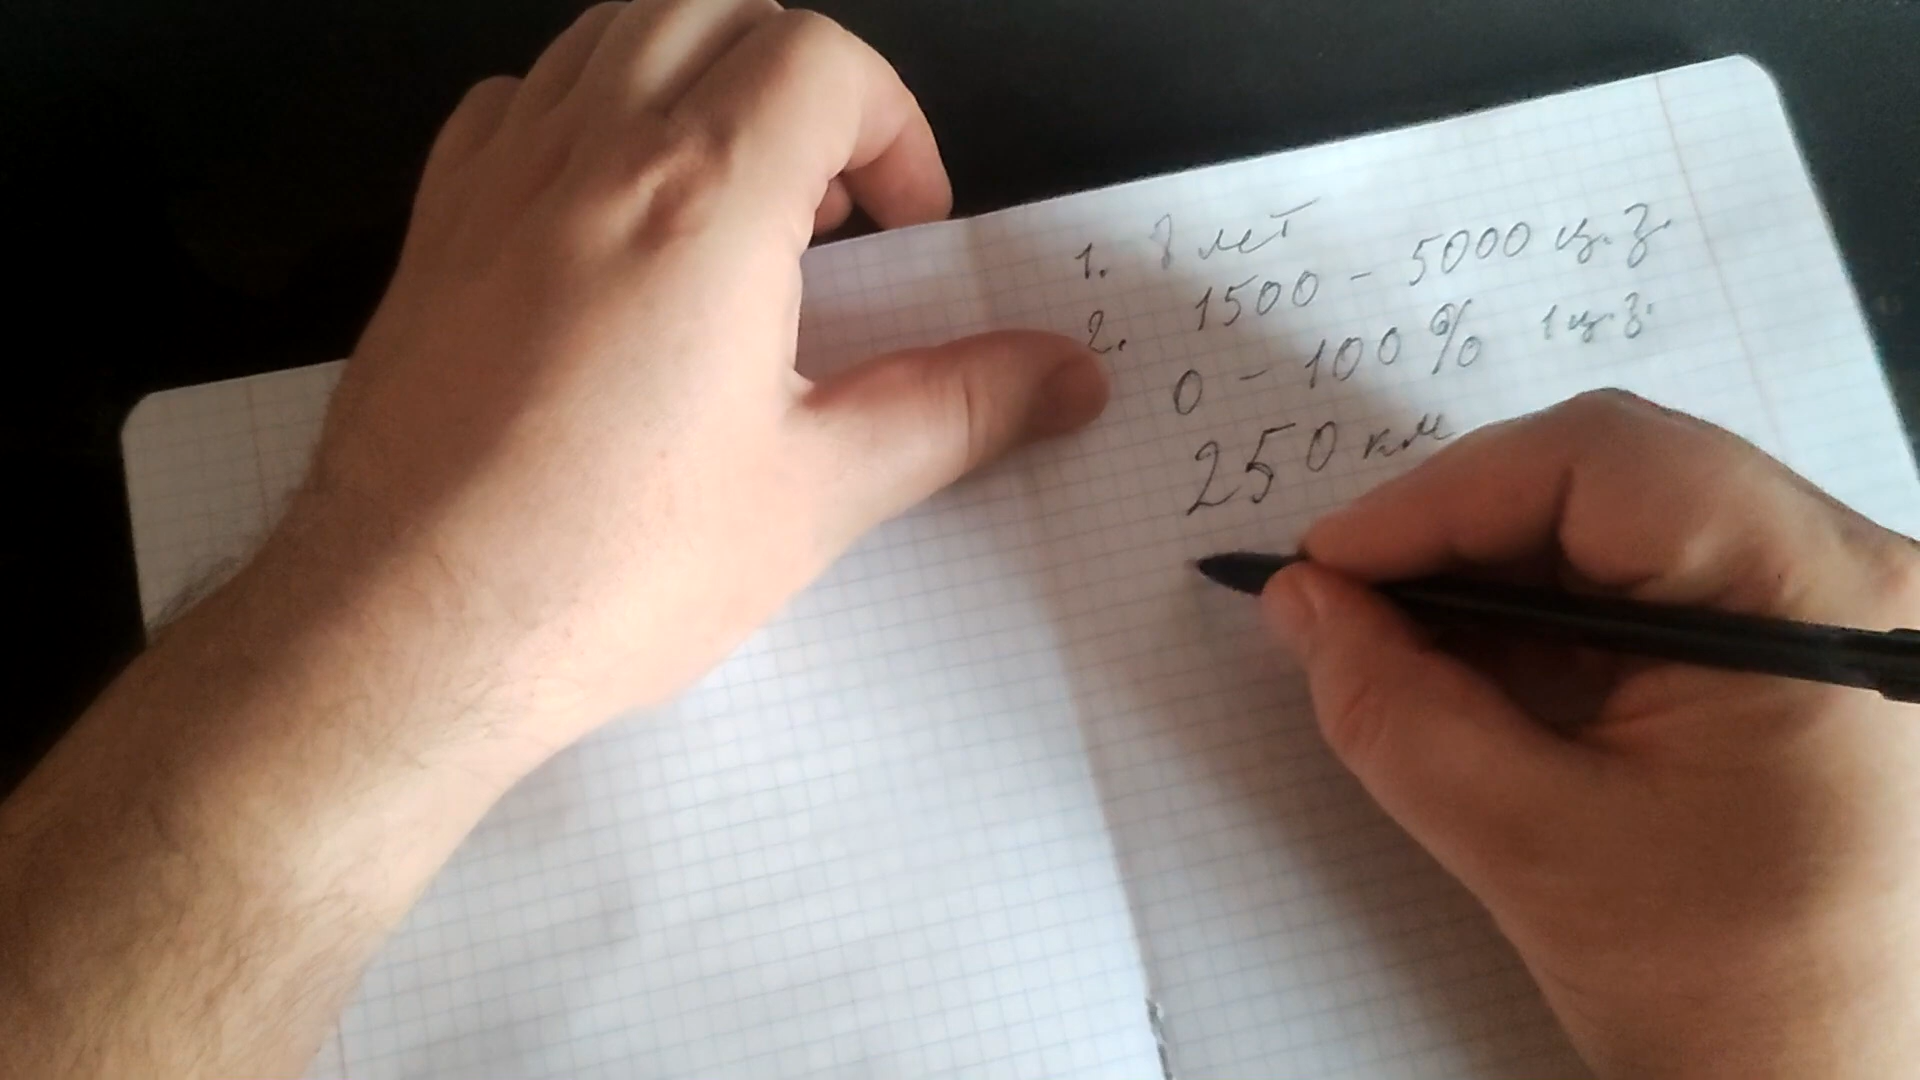 1. 8 лет
2. 1500 - 5000 ц.з.
0 - 100% 1 ц.з.
250 км